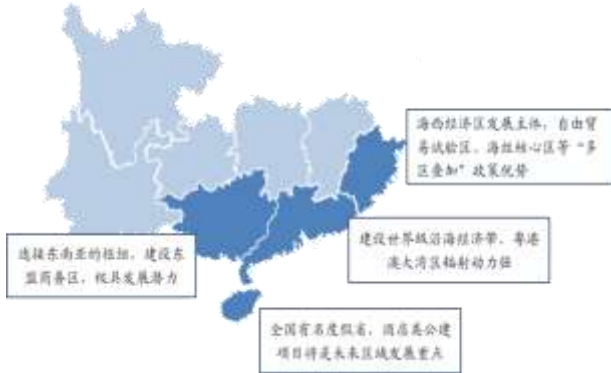 海西经济区发展主体，自由贸
易试验区、海丝核心区等“多
区叠加”政策优势
连接东南亚的枢纽，建设东
盟商务区，极具发展潜力
建设世界级沿海经济带，粤港
澳大湾区辐射动力强
全国有名度假省，酒店类公建
项目将是未来区域发展重点